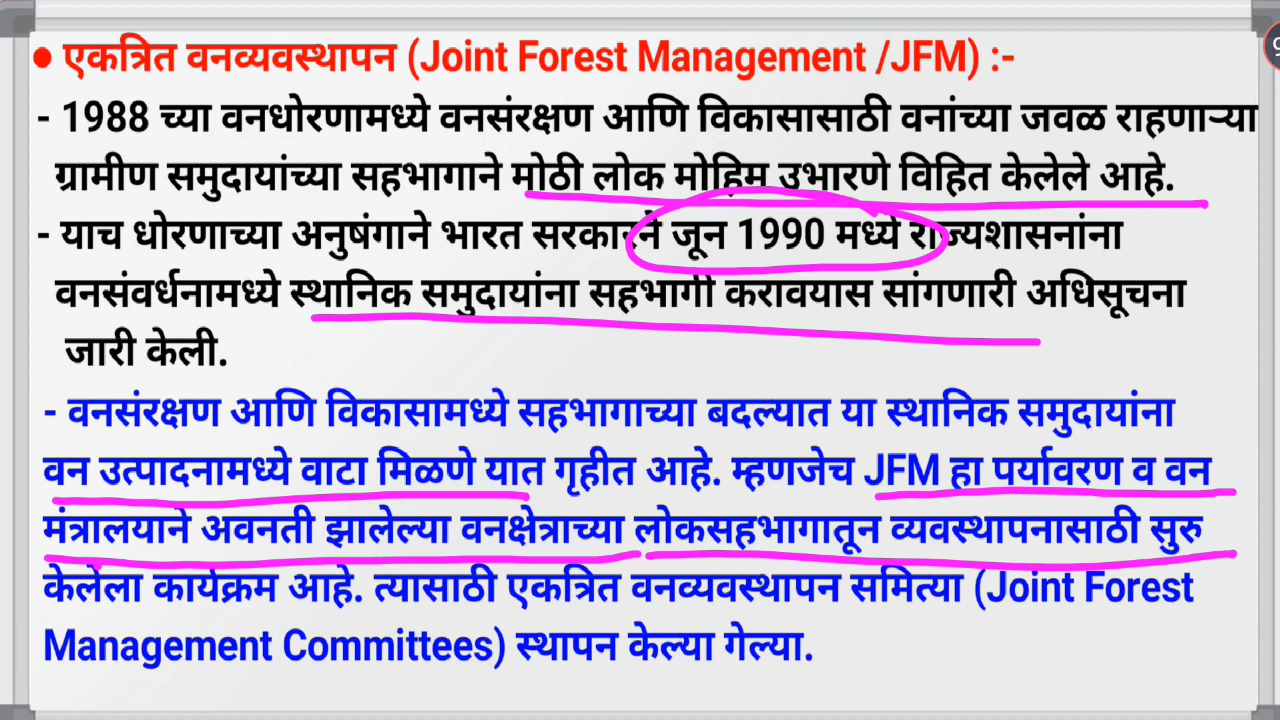 • एकत्रित वनव्यवस्थापन (Joint Forest Management /JFM) :-
- 1988 च्या वनधोरणामध्ये वनसंरक्षण आणि विकासासाठी वनांच्या जवळ राहणाऱ्या
ग्रामीण समुदायांच्या सहभागाने मोठी लोक मोहिम उभारणे विहित केलेले आहे.
- याच धोरणाच्या अनुषंगाने भारत सरकारने जून 1990 मध्ये राज्यशासनांना
वनसंवर्धनामध्ये स्थानिक समुदायांना सहभागी करावयास सांगणारी अधिसूचना
जारी केली.
- वनसंरक्षण आणि विकासामध्ये सहभागाच्या बदल्यात या स्थानिक समुदायांना
वन उत्पादनामध्ये वाटा मिळणे यात गृहीत आहे. म्हणजेच JFM हा पर्यावरण व वन
मंत्रालयाने अवनती झालेल्या वनक्षेत्राच्या लोकसहभागातून व्यवस्थापनासाठी सुरु
केलेला कार्यक्रम आहे. त्यासाठी एकत्रित वनव्यवस्थापन समित्या (Joint Forest
Management Committees) स्थापन केल्या गेल्या.